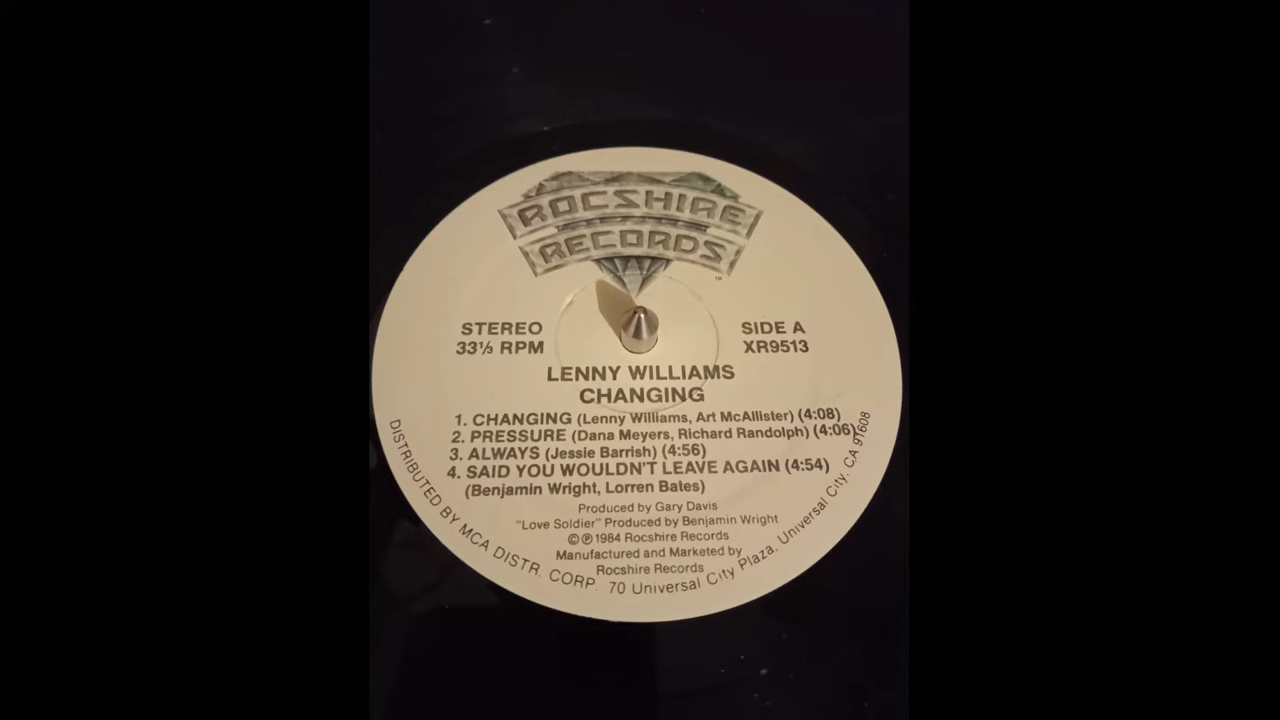 ROCSHIRE
RECORDS
™
STEREO
33⅓ RPM
SIDE A
XR9513
LENNY WILLIAMS
CHANGING
1. CHANGING (Lenny Williams, Art McAllister) (4:08)
2. PRESSURE (Dana Meyers, Richard Randolph) (4:06)
3. ALWAYS (Jessie Barrish) (4:56)
4. SAID YOU WOULDN'T LEAVE AGAIN (4:54)
(Benjamin Wright, Lorren Bates)
Produced by Gary Davis
"Love Soldier" Produced by Benjamin Wright
©℗1984 Rocshire Records
Manufactured and Marketed by
Rocshire Records
DISTRIBUTED BY MCA DISTR. CORP. 70 Universal City Plaza, Universal City, CA 91608